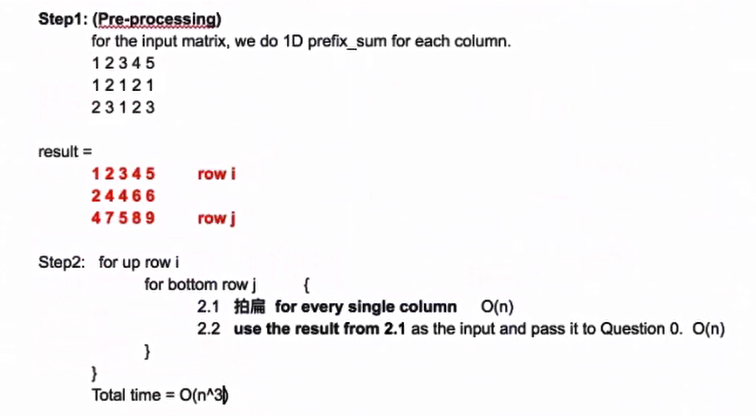 Step1: (Pre-processing)
for the input matrix, we do 1D prefix_sum for each column.
1 2 3 4 5
1 2 1 2 1
2 3 1 2 3
result =
1 2 3 4 5 row i
2 4 4 6 6
4 7 5 8 9 row j
Step2: for up row i
for bottom row j {
2.1 拍扁 for every single column O(n)
2.2 use the result from 2.1 as the input and pass it to Question 0. O(n)
}
}
Total time = O(n^3)